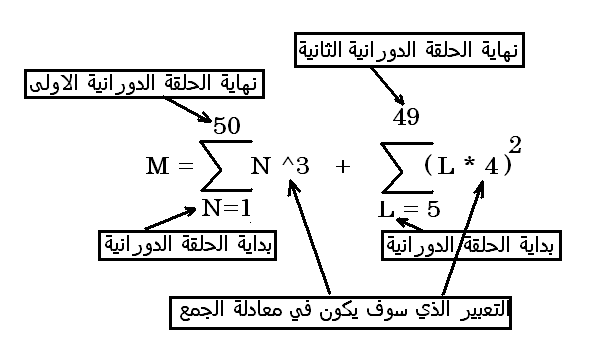 نهاية الحلقة الدورانية الثانية
نهاية الحلقة الدورانية الاولى
50 49
M = ∑ N ^3 + ∑ (L * 4)²
N=1 L = 5
بداية الحلقة الدورانية بداية الحلقة الدورانية
التعبير الذي سوف يكون في معادلة الجمع